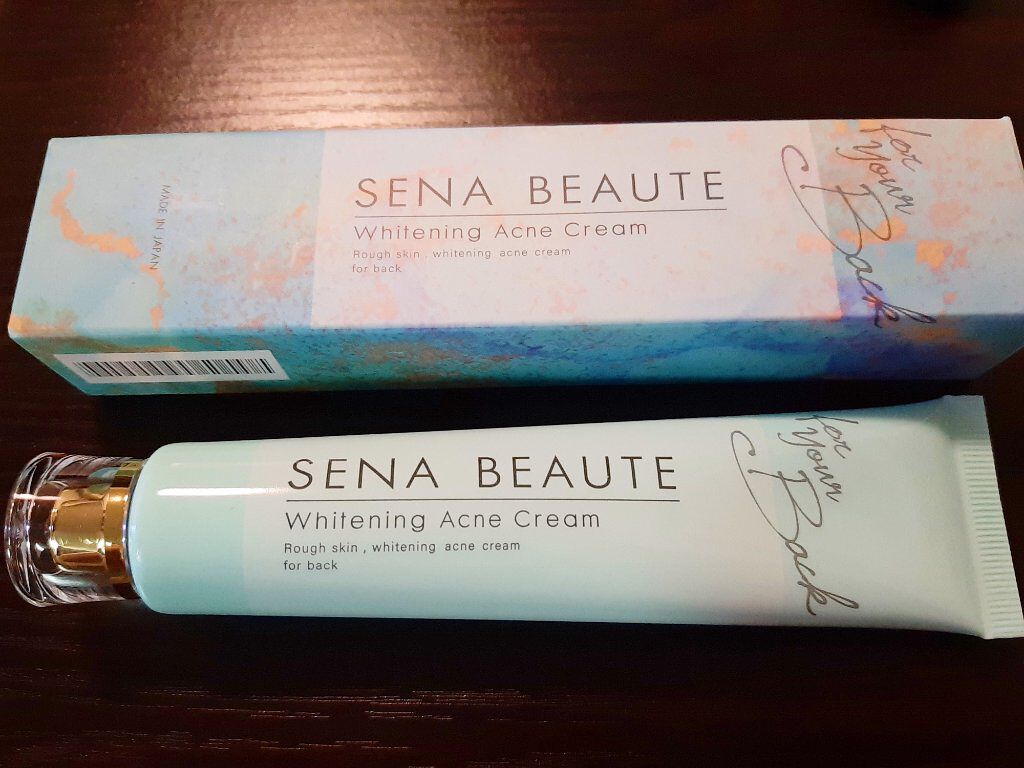 MADE IN JAPAN
SENA BEAUTE
Whitening Acne Cream
Rough skin , whitening acne cream
for back
for
your
Back
SENA BEAUTE
Whitening Acne Cream
Rough skin , whitening acne cream
for back
for
your
Back